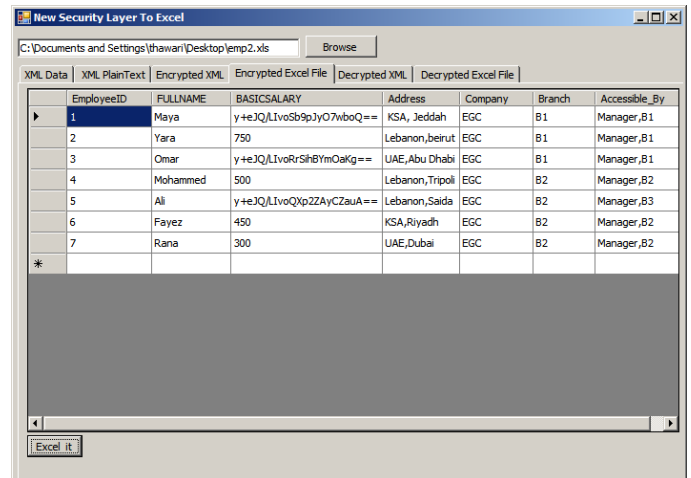 New Security Layer To Excel
C:\Documents and Settings\thawari\Desktop\emp2.xls Browse
XML Data XML PlainText Encrypted XML Encrypted Excel File Decrypted XML Decrypted Excel File
EmployeeID FULLNAME BASICSALARY Address Company Branch Accessible_By
1 Maya y+eJQ/LIvoSb9pJyO7wboQ== KSA, Jeddah EGC B1 Manager,B1
2 Yara 750 Lebanon,beirut EGC B1 Manager,B1
3 Omar y+eJQ/LIvoRrSihBYmOaKg== UAE,Abu Dhabi EGC B1 Manager,B1
4 Mohammed 500 Lebanon,Tripoli EGC B2 Manager,B2
5 Ali y+eJQ/LIvoQXp2ZAyCZauA== Lebanon,Saida EGC B2 Manager,B3
6 Fayez 450 KSA,Riyadh EGC B2 Manager,B2
7 Rana 300 UAE,Dubai EGC B2 Manager,B2
Excel it